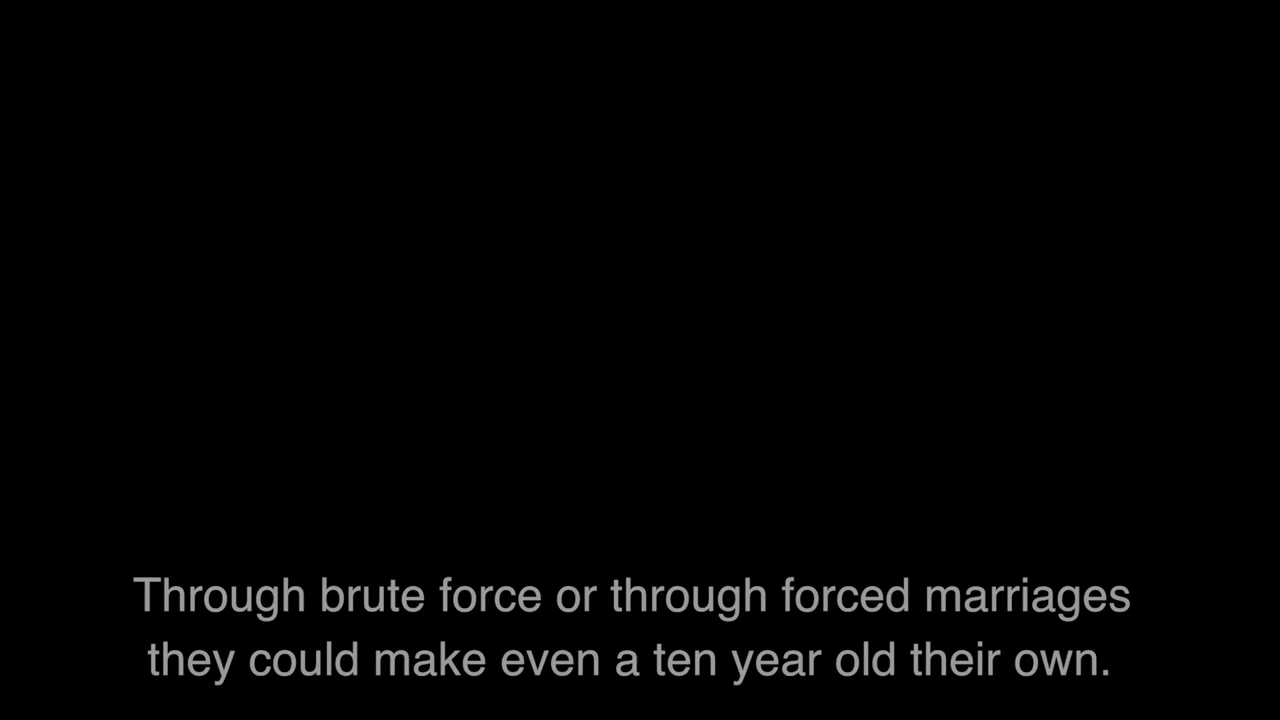 Through brute force or through forced marriages
they could make even a ten year old their own.